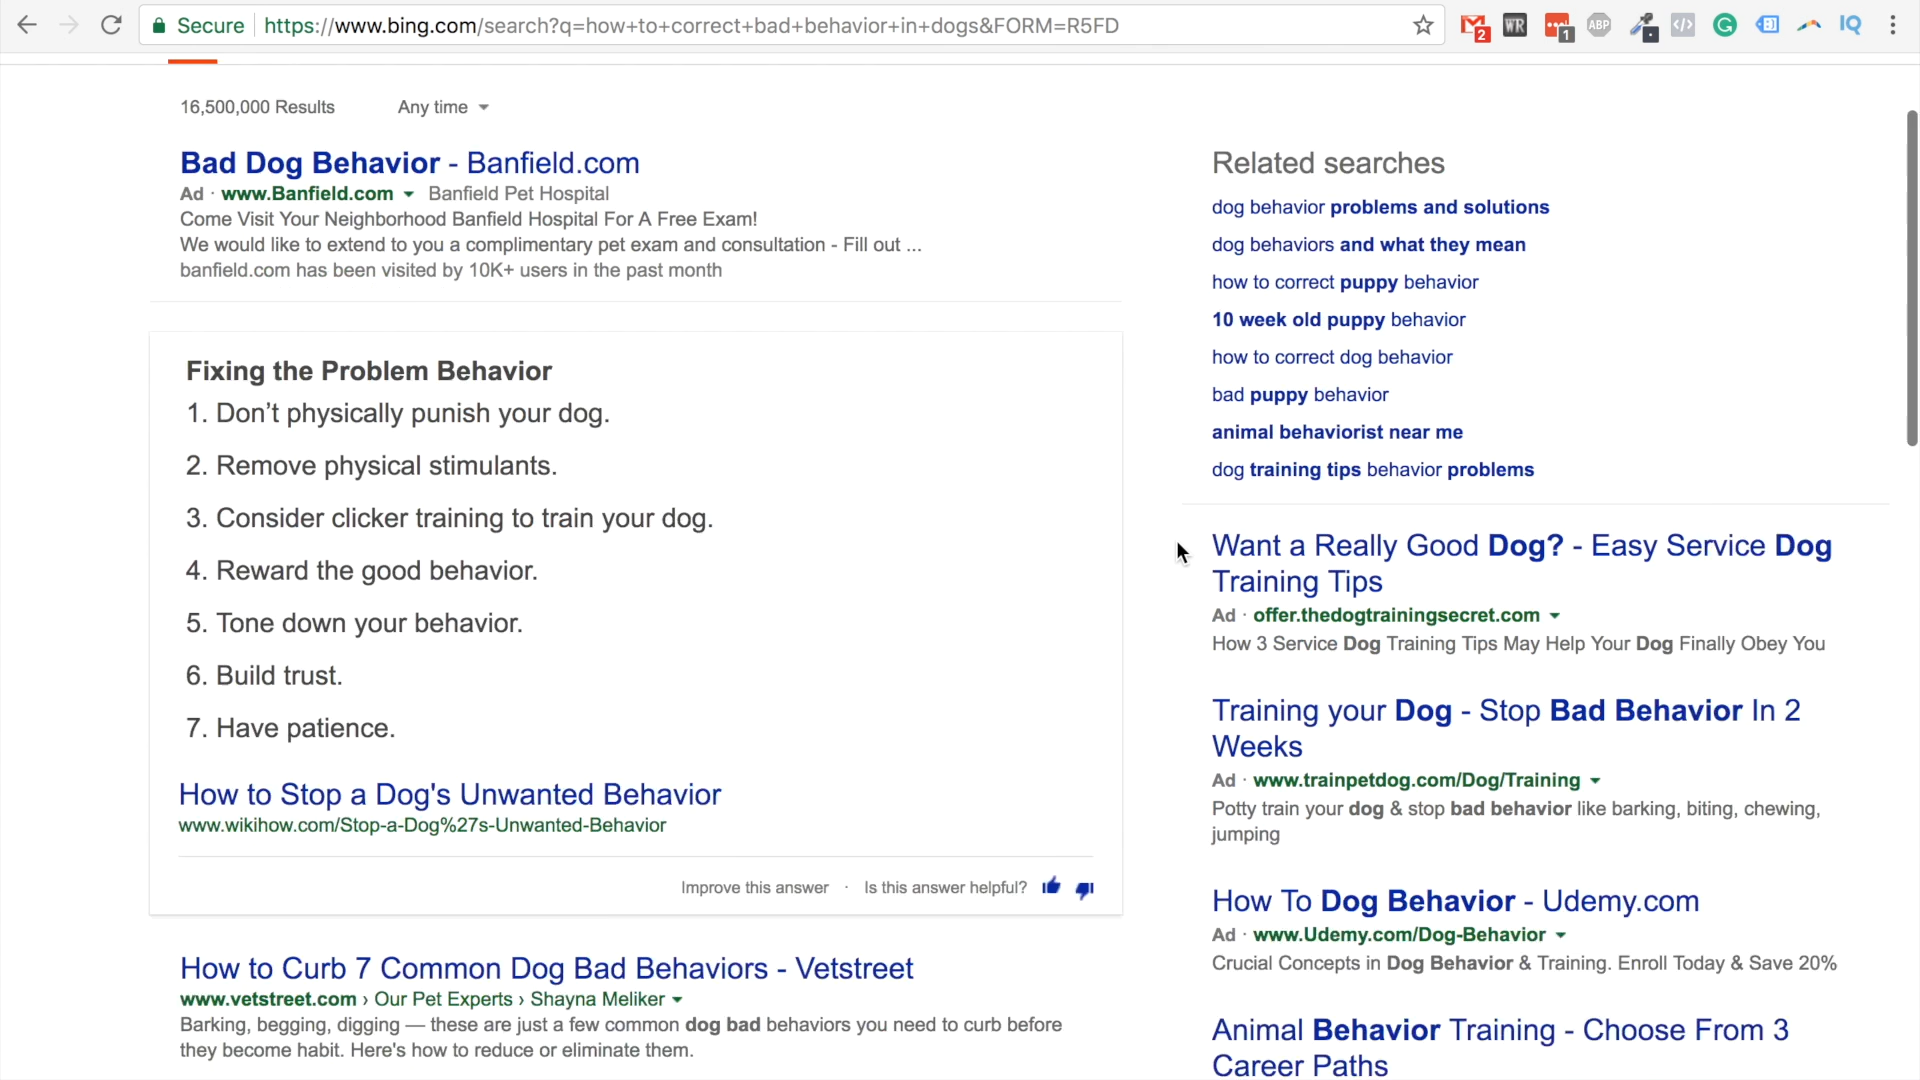 Secure https://www.bing.com/search?q=how+to+correct+bad+behavior+in+dogs&FORM=R5FD
2 WR 1 ABP </> G IQ
16,500,000 Results Any time
Bad Dog Behavior - Banfield.com
Ad · www.Banfield.com Banfield Pet Hospital
Come Visit Your Neighborhood Banfield Hospital For A Free Exam!
We would like to extend to you a complimentary pet exam and consultation - Fill out ...
banfield.com has been visited by 10K+ users in the past month
Fixing the Problem Behavior
1. Don’t physically punish your dog.
2. Remove physical stimulants.
3. Consider clicker training to train your dog.
4. Reward the good behavior.
5. Tone down your behavior.
6. Build trust.
7. Have patience.
How to Stop a Dog's Unwanted Behavior
www.wikihow.com/Stop-a-Dog%27s-Unwanted-Behavior
Improve this answer · Is this answer helpful?
How to Curb 7 Common Dog Bad Behaviors - Vetstreet
www.vetstreet.com › Our Pet Experts › Shayna Meliker
Barking, begging, digging — these are just a few common dog bad behaviors you need to curb before
they become habit. Here's how to reduce or eliminate them.
Related searches
dog behavior problems and solutions
dog behaviors and what they mean
how to correct puppy behavior
10 week old puppy behavior
how to correct dog behavior
bad puppy behavior
animal behaviorist near me
dog training tips behavior problems
Want a Really Good Dog? - Easy Service Dog
Training Tips
Ad · offer.thedogtrainingsecret.com
How 3 Service Dog Training Tips May Help Your Dog Finally Obey You
Training your Dog - Stop Bad Behavior In 2
Weeks
Ad · www.trainpetdog.com/Dog/Training
Potty train your dog & stop bad behavior like barking, biting, chewing,
jumping
How To Dog Behavior - Udemy.com
Ad · www.Udemy.com/Dog-Behavior
Crucial Concepts in Dog Behavior & Training. Enroll Today & Save 20%
Animal Behavior Training - Choose From 3
Career Paths